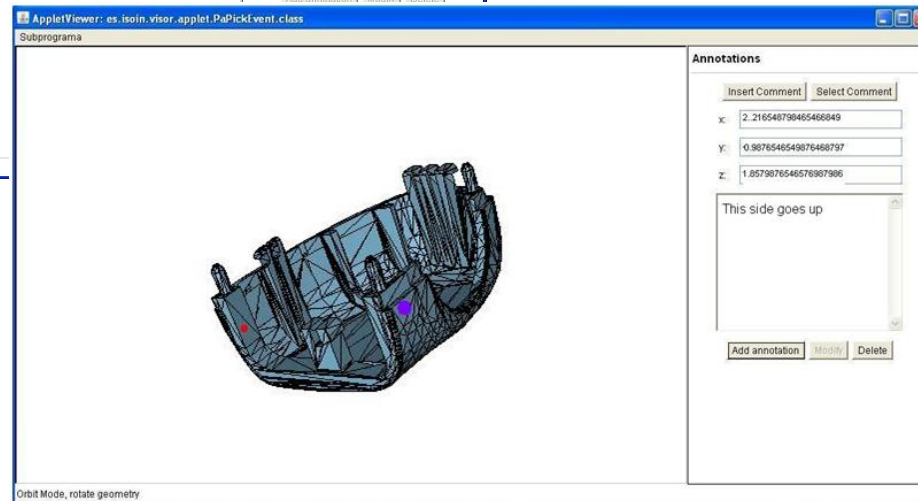 AppletViewer: es.isoin.visor.applet.PaPickEvent.class
Subprograma
Annotations
Insert Comment Select Comment
x: 2..216548798465466849
y: 0.9876546549876468797
z: 1.8579876546576987986
This side goes up
Add annotation Modify Delete
Orbit Mode, rotate geometry